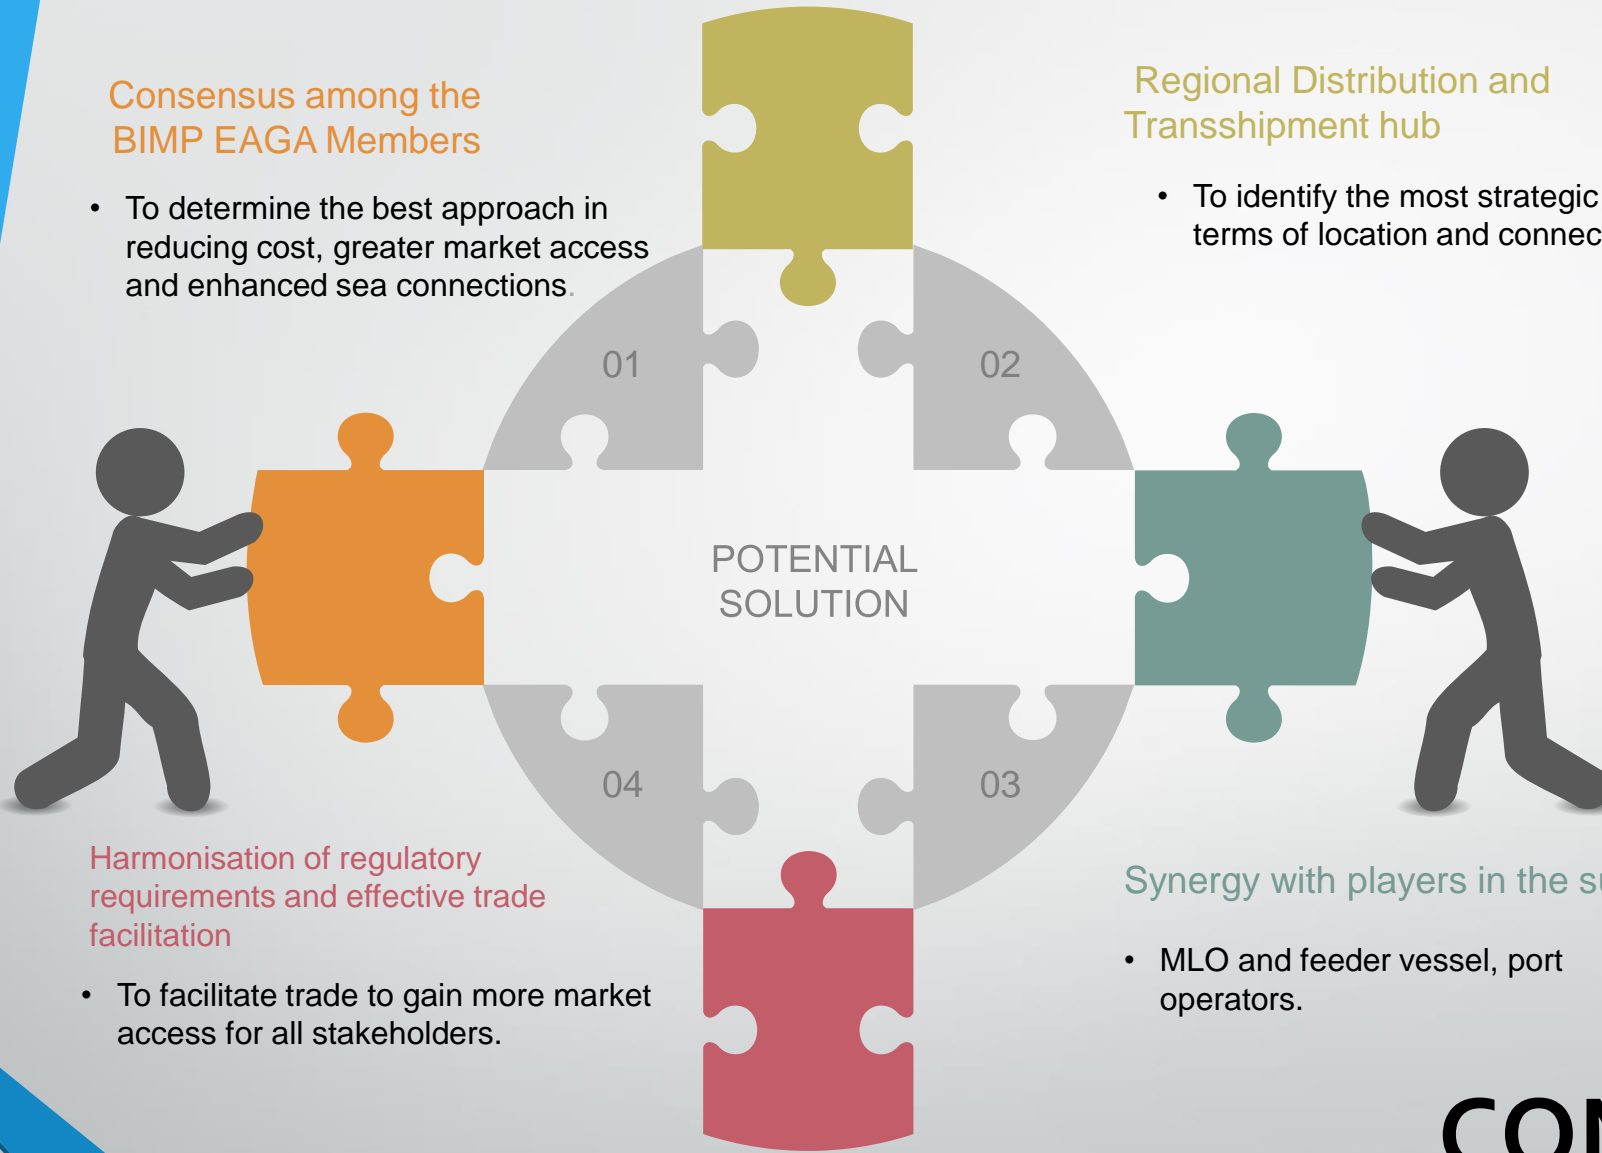 Consensus among the
BIMP EAGA Members
• To determine the best approach in
reducing cost, greater market access
and enhanced sea connections.
Regional Distribution and
Transshipment hub
• To identify the most strategic
terms of location and
01
02
POTENTIAL
SOLUTION
04
03
Harmonisation of regulatory
requirements and effective trade
facilitation
• To facilitate trade to gain more market
access for all stakeholders.
Synergy with players in the
• MLO and feeder vessel, port
operators.